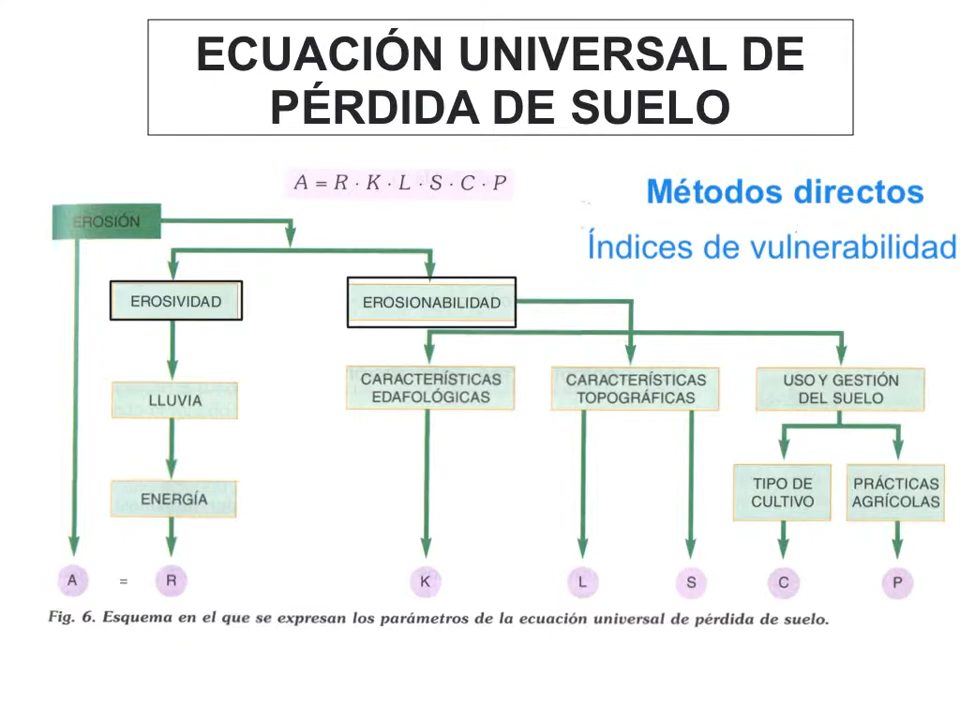 ECUACIÓN UNIVERSAL DE
PÉRDIDA DE SUELO
A = R · K · L · S · C · P
Métodos directos
Índices de vulnerabilidad
EROSIÓN
EROSIVIDAD
EROSIONABILIDAD
LLUVIA
CARACTERÍSTICAS
EDAFOLÓGICAS
CARACTERÍSTICAS
TOPOGRÁFICAS
USO Y GESTIÓN
DEL SUELO
ENERGÍA
TIPO DE
CULTIVO
PRÁCTICAS
AGRÍCOLAS
A = R K L S C P
Fig. 6. Esquema en el que se expresan los parámetros de la ecuación universal de pérdida de suelo.